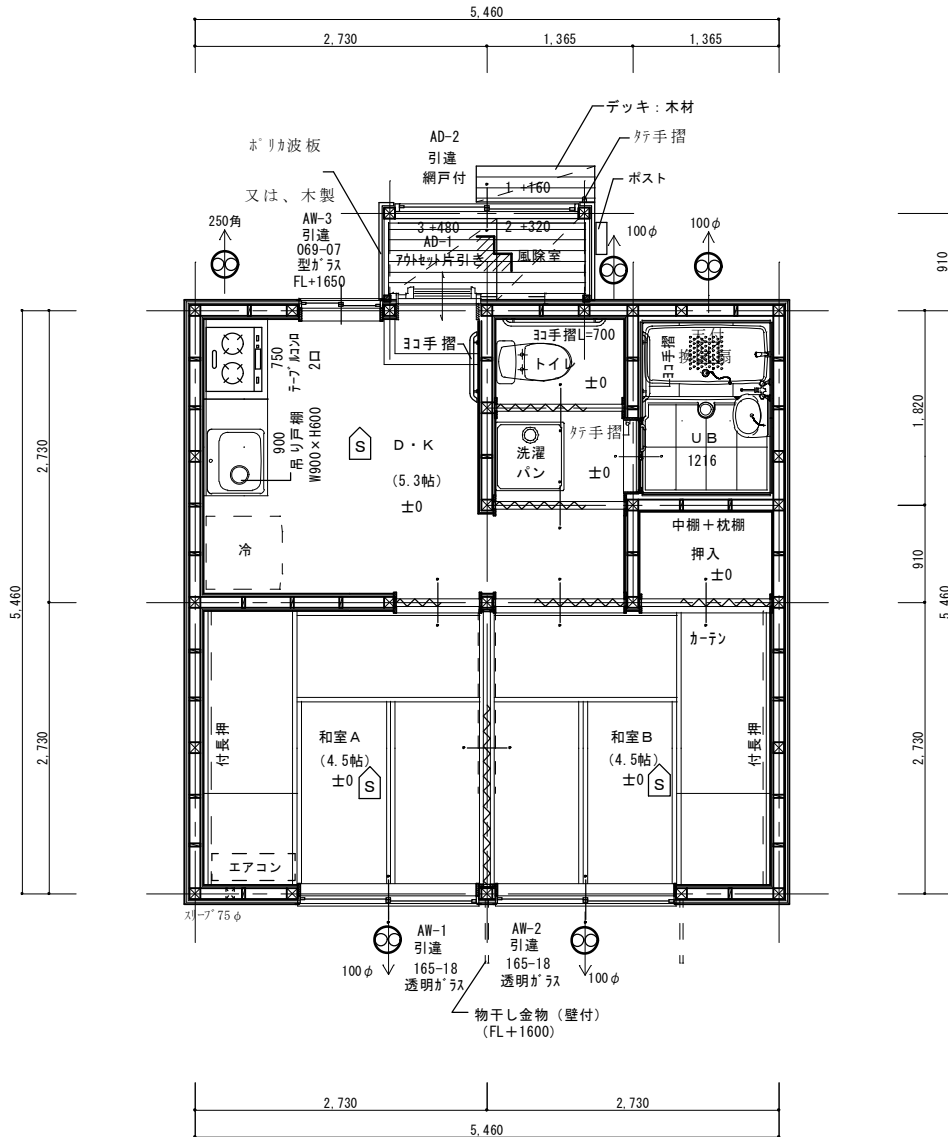 5,460
2,730
1,365
1,365
デッキ：木材
タテ手摺
ポスト
AD-2
引違
網戸付
ポリカ波板
又は、木製
1 +160
3 +480
2 +320
AD-1
アウトセット片引き
風除室
250角
AW-3
引違
069-07
型ガラス
FL+1650
100φ
100φ
910
ヨコ手摺
ヨコ手摺L=700
トイレ
±0
ヨコ手摺
天付
換気扇
750
テーブルコンロ
2口
900
吊り戸棚
W900×H600
S
D・K
(5.3帖)
±0
洗濯
パン
タテ手摺
±0
UB
1216
1,820
2,730
冷
中棚＋枕棚
押入
±0
910
5,460
5,460
カーテン
付長押
和室A
(4.5帖)
±0
S
和室B
(4.5帖)
±0
S
付長押
2,730
2,730
エアコン
スリーブ75φ
AW-1
引違
165-18
透明ガラス
100φ
AW-2
引違
165-18
透明ガラス
100φ
物干し金物（壁付）
(FL＋1600)
2,730
2,730
5,460